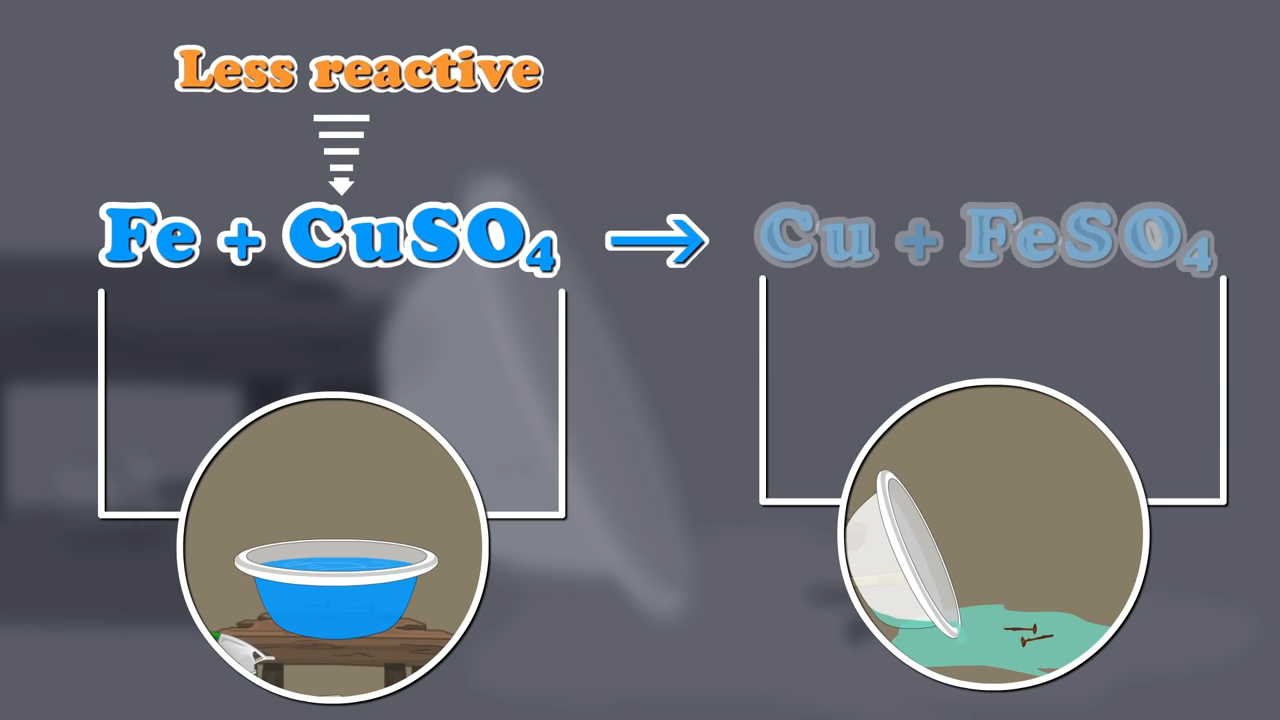 Less reactive
Fe + CuSO₄ → Cu + FeSO₄